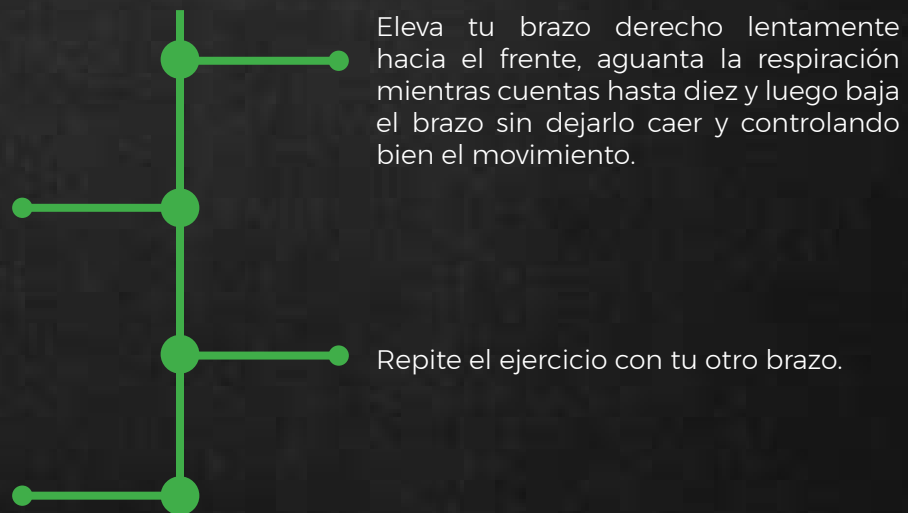 Eleva tu brazo derecho lentamente
hacia el frente, aguanta la respiración
mientras cuentas hasta diez y luego baja
el brazo sin dejarlo caer y controlando
bien el movimiento.
Repite el ejercicio con tu otro brazo.